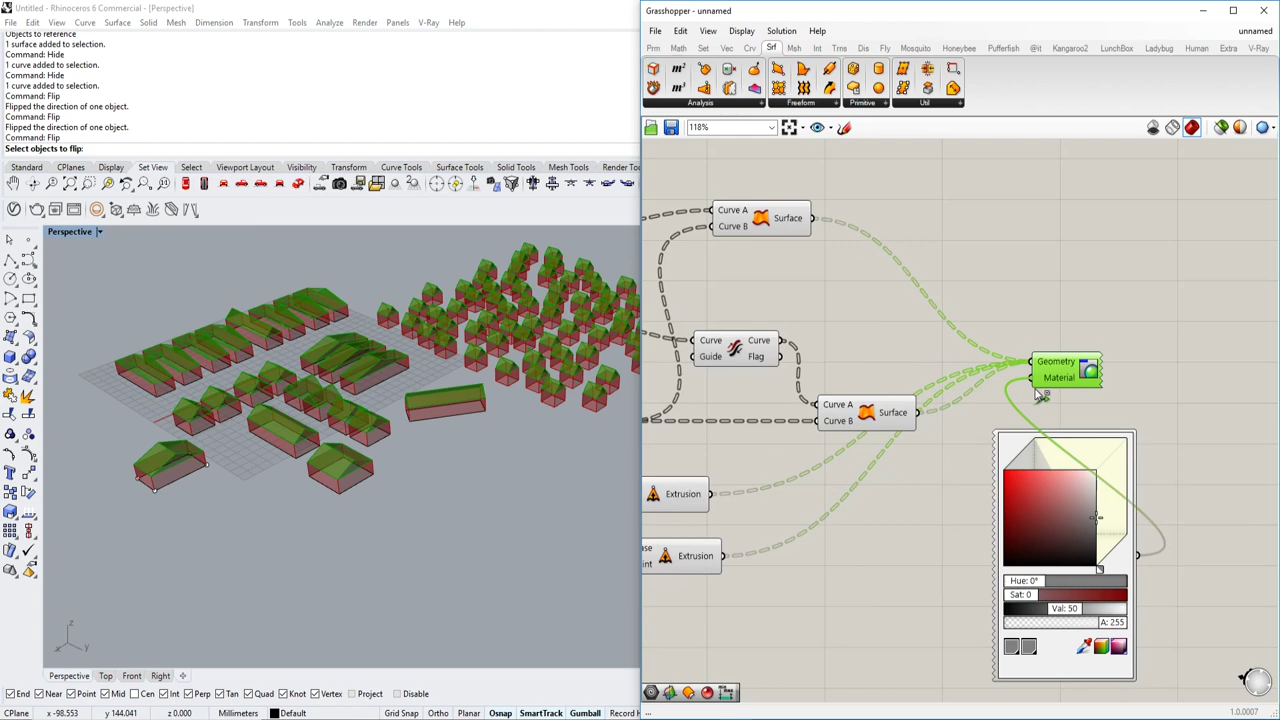 Untitled - Rhinoceros 6 Commercial - [Perspective]
File Edit View Curve Surface Solid Mesh Dimension Transform Tools Analyze Render Panels V-Ray Help
Objects to reference
1 surface added to selection.
Command: Hide
1 curve added to selection.
Command: Hide
1 curve added to selection.
Command: Flip
Flipped the direction of one object.
Command: Flip
Flipped the direction of one object.
Command: Flip
Select objects to flip:
Standard CPlanes Display Set View Select Viewport Layout Visibility Transform Curve Tools Surface Tools Solid Tools Mesh Tools Render Too
Perspective
z
x
y
Perspective Top Front Right
End Near Point Mid Cen Int Perp Tan Quad Knot Vertex Project Disable
CPlane x -98.553 y 144.041 z 0.000 Millimeters Default Grid Snap Ortho Planar Osnap SmartTrack Gumball Record H
Grasshopper - unnamed
File Edit View Display Solution Help
unnamed
Prm Math Set Vec Crv Srf Msh Int Trns Dis Fly Mosquito Honeybee Pufferfish @it Kangaroo2 LunchBox Ladybug Human Extra V-Ray
m²
m³
Analysis Freeform Primitive Util
118%
Curve A
Curve B
Surface
Curve
Guide
Curve
Flag
Curve A
Curve B
Surface
Geometry
Material
Extrusion
ase
int
Extrusion
Hue: 0°
Sat: 0
Val: 50
A: 255
...
1.0.0007